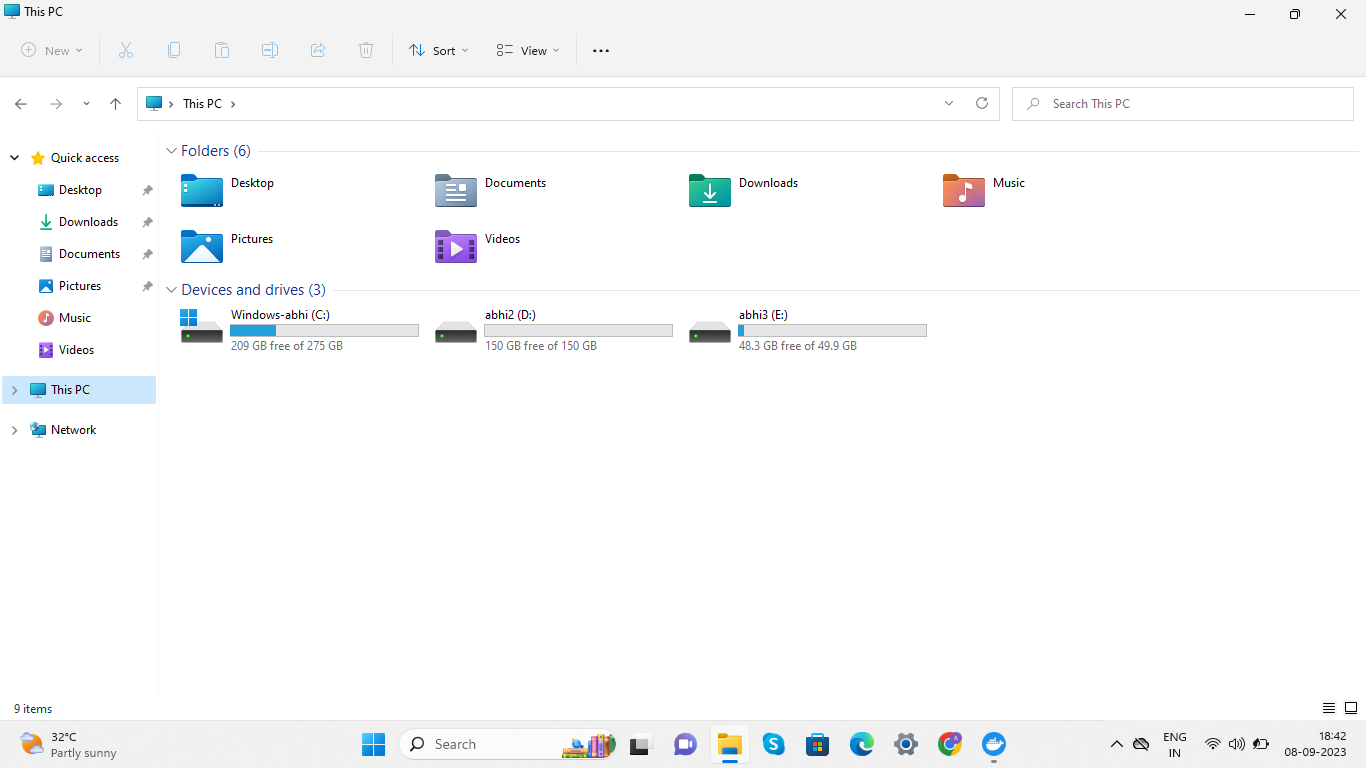 This PC
New
Sort
View
This PC
Search This PC
Quick access
Desktop
Downloads
Documents
Pictures
Music
Videos
This PC
Network
Folders (6)
Desktop
Documents
Downloads
Music
Pictures
Videos
Devices and drives (3)
Windows-abhi (C:)
209 GB free of 275 GB
abhi2 (D:)
150 GB free of 150 GB
abhi3 (E:)
48.3 GB free of 49.9 GB
9 items
32°C
Partly sunny
Search
A
ENG
IN
18:42
08-09-2023